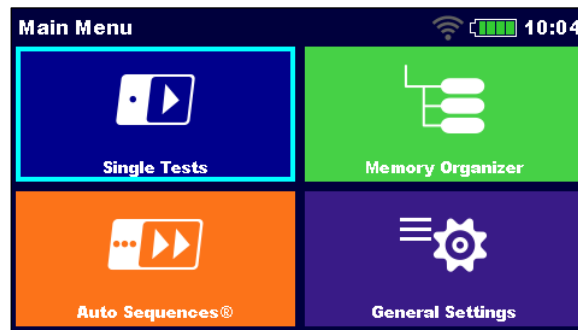 Main Menu 10:04
Single Tests
Memory Organizer
Auto Sequences®
General Settings